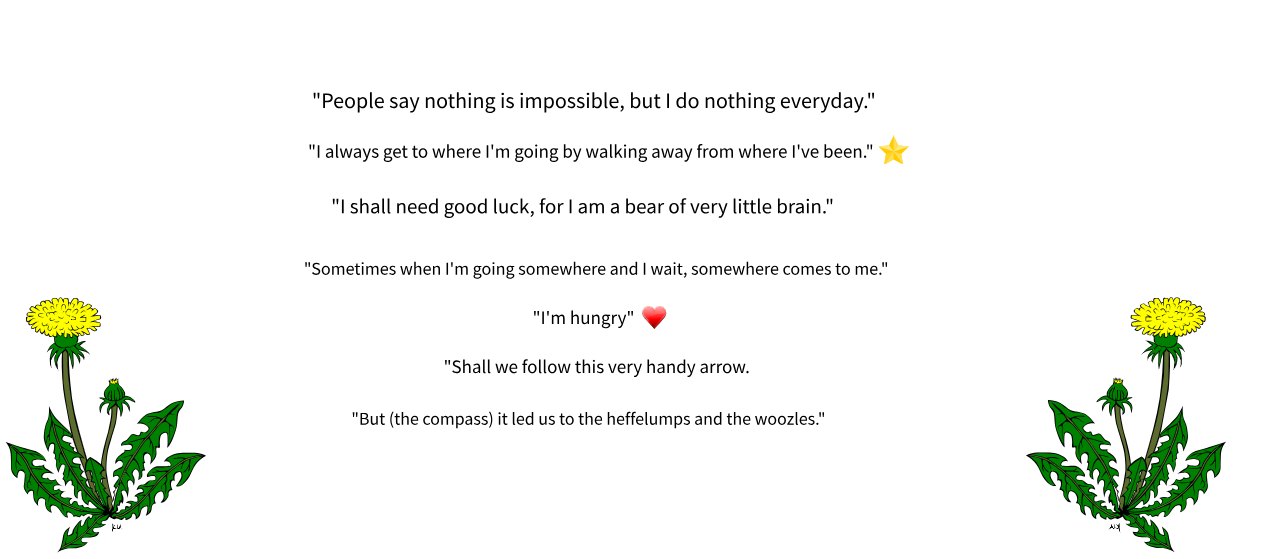 "People say nothing is impossible, but I do nothing everyday."
"I always get to where I'm going by walking away from where I've been."
"I shall need good luck, for I am a bear of very little brain."
"Sometimes when I'm going somewhere and I wait, somewhere comes to me."
"I'm hungry"
"Shall we follow this very handy arrow.
"But (the compass) it led us to the heffelumps and the woozles."